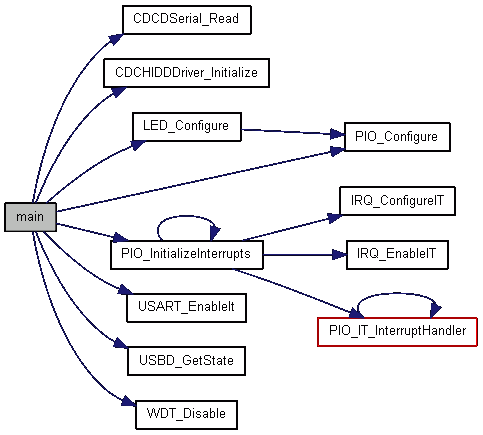 CDCDSerial_Read
CDCHIDDDriver_Initialize
LED_Configure
PIO_Configure
main
IRQ_ConfigureIT
PIO_InitializeInterrupts
IRQ_EnableIT
USART_EnableIt
PIO_IT_InterruptHandler
USBD_GetState
WDT_Disable